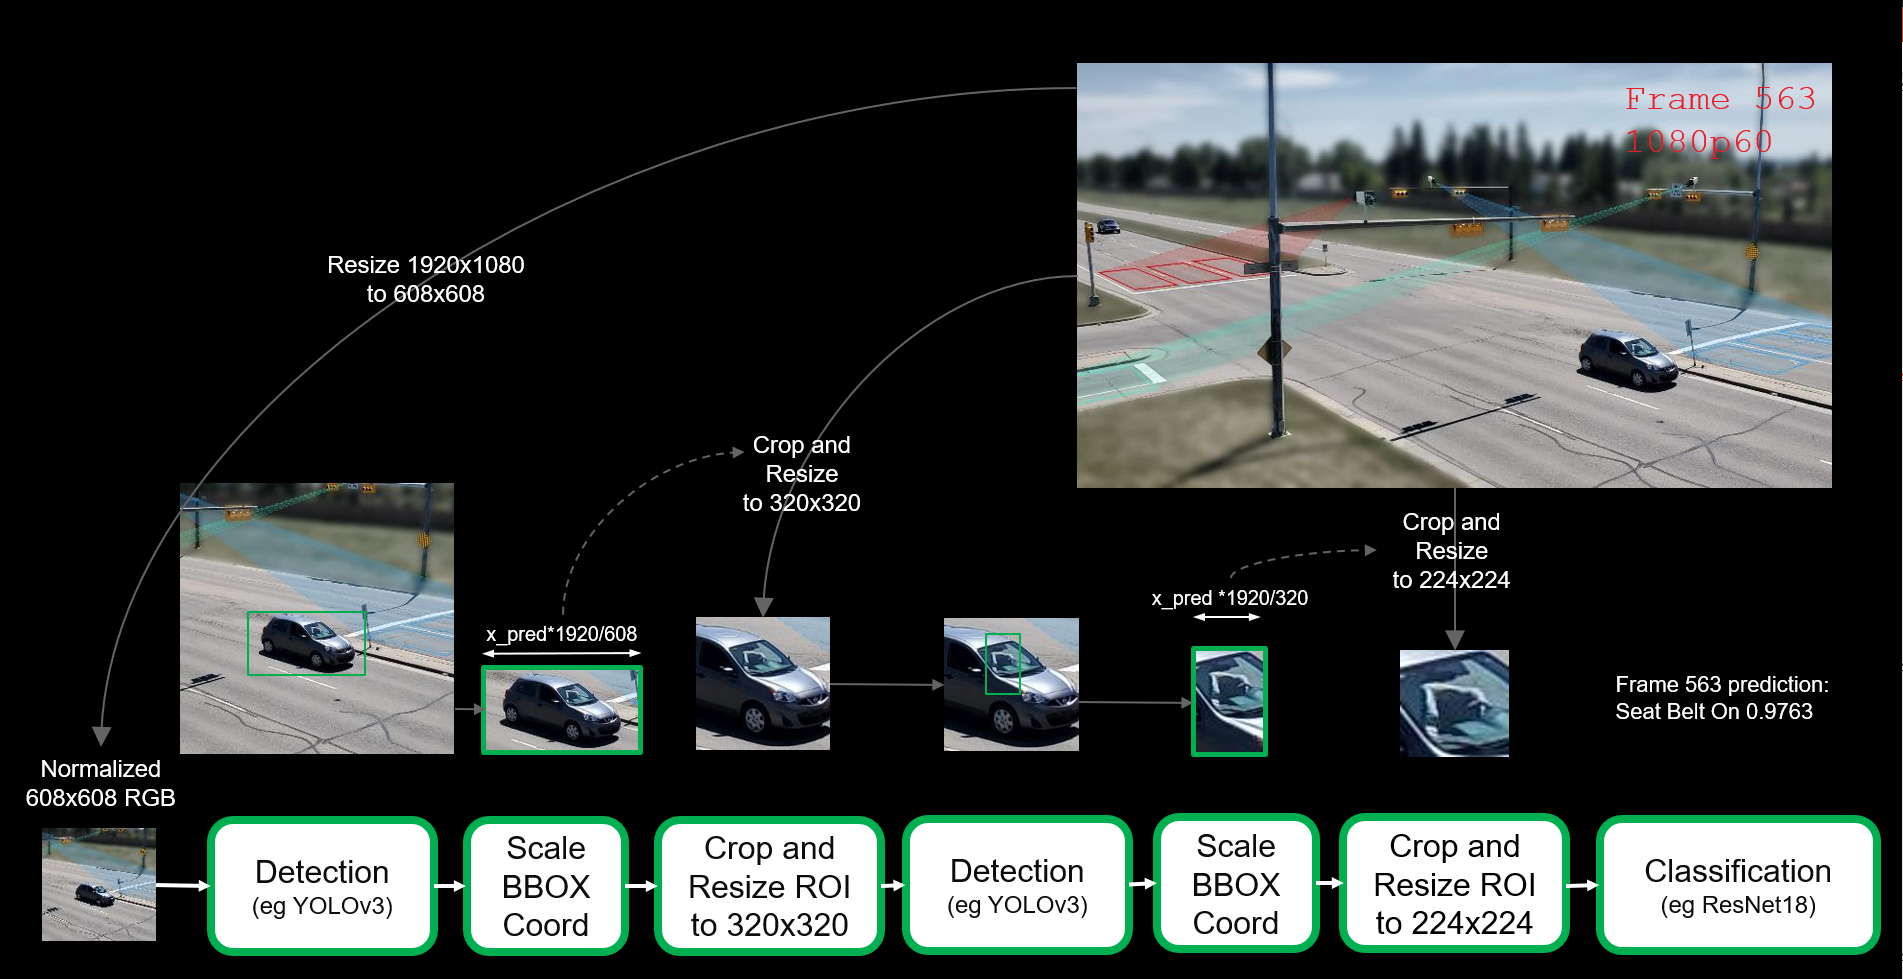 Frame 563
1080p60
Resize 1920x1080
to 608x608
Crop and
Resize
to 320x320
Crop and
Resize
to 224x224
x_pred*1920/608
x_pred *1920/320
Frame 563 prediction:
Seat Belt On 0.9763
Normalized
608x608 RGB
Detection
(eg YOLOv3)
Scale
BBOX
Coord
Crop and
Resize ROI
to 320x320
Detection
(eg YOLOv3)
Scale
BBOX
Coord
Crop and
Resize ROI
to 224x224
Classification
(eg ResNet18)